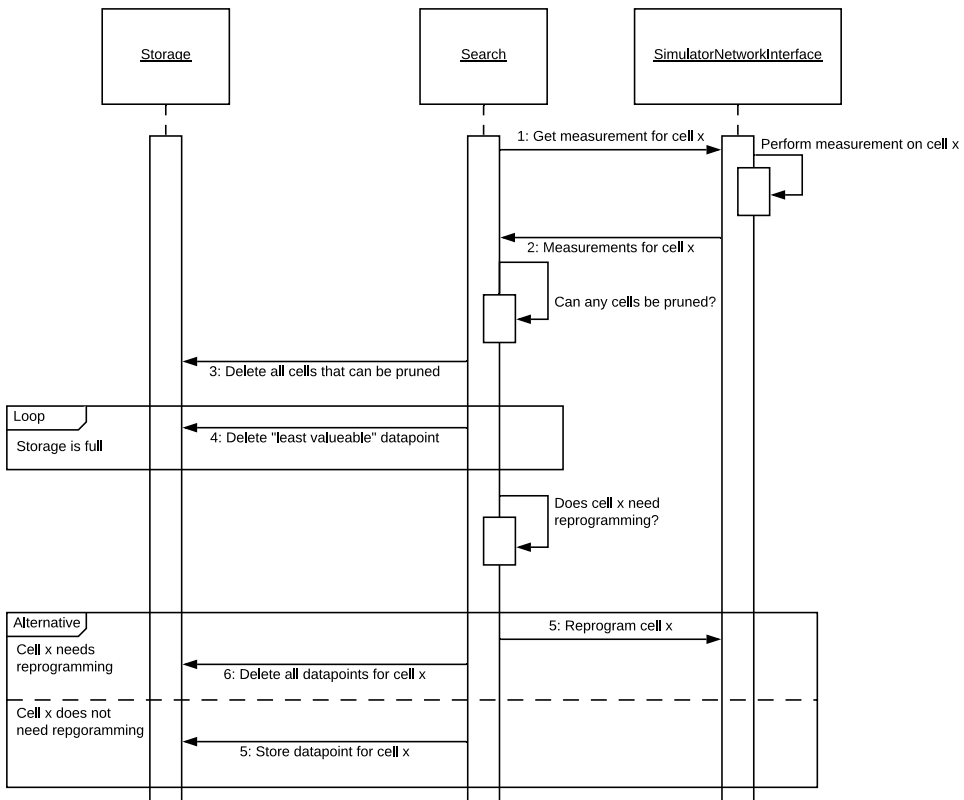 Storage
Search
SimulatorNetworkInterface
1: Get measurement for cell x
Perform measurement on cell x
2: Measurements for cell x
Can any cells be pruned?
3: Delete all cells that can be pruned
Loop
Storage is full
4: Delete "least valueable" datapoint
Does cell x need
reprogramming?
Alternative
Cell x needs
reprogramming
5: Reprogram cell x
6: Delete all datapoints for cell x
Cell x does not
need repgoramming
5: Store datapoint for cell x